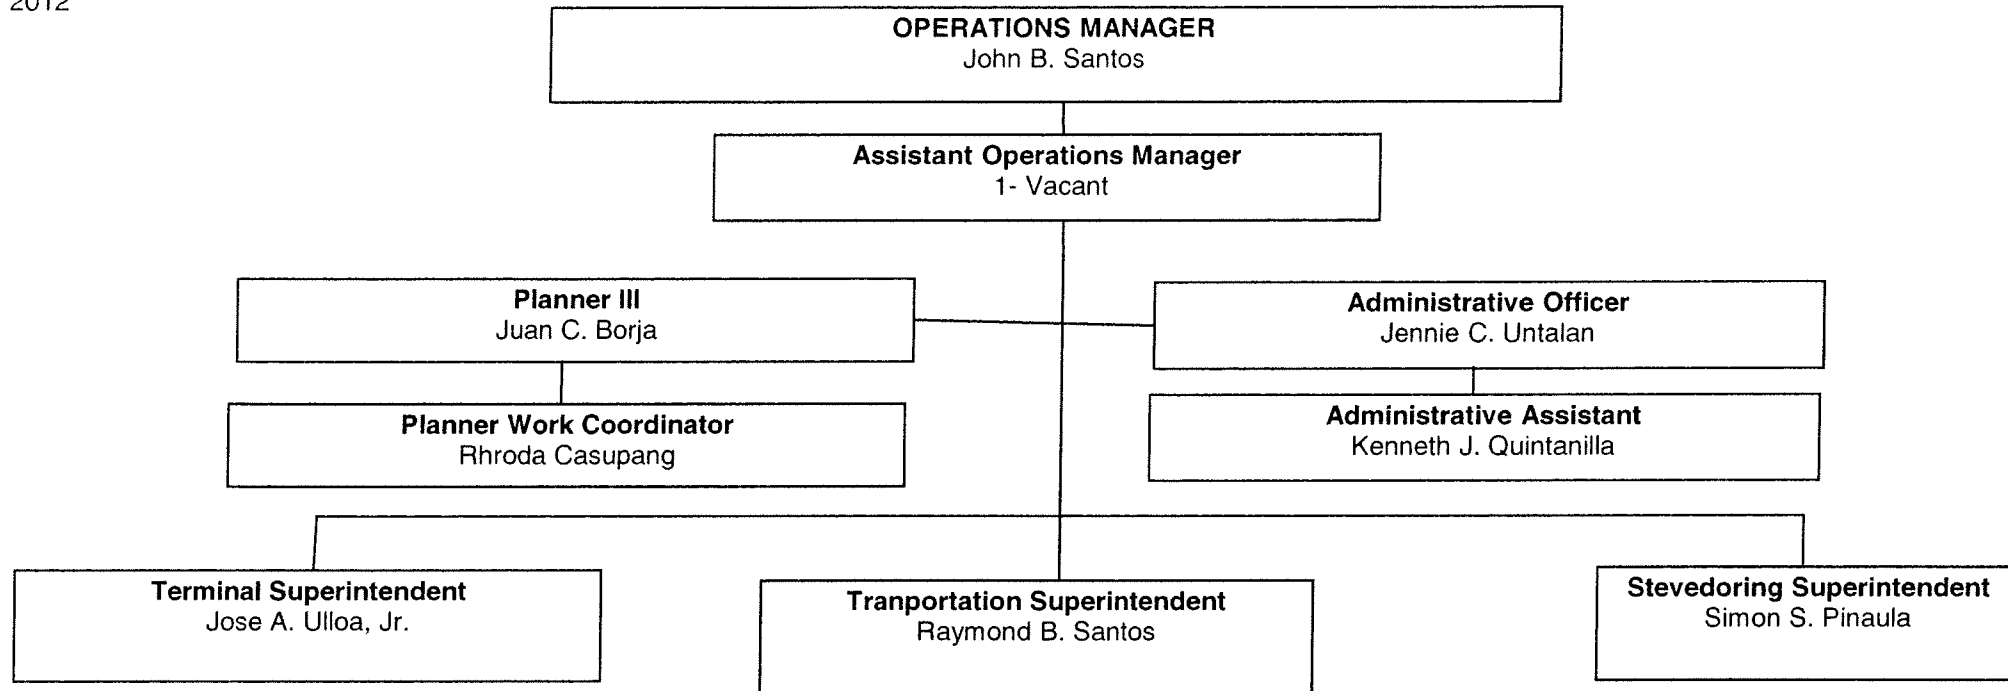 2012
OPERATIONS MANAGER
John B. Santos
Assistant Operations Manager
1- Vacant
Planner III
Juan C. Borja
Administrative Officer
Jennie C. Untalan
Planner Work Coordinator
Rhroda Casupang
Administrative Assistant
Kenneth J. Quintanilla
Terminal Superintendent
Jose A. Ulloa, Jr.
Tranportation Superintendent
Raymond B. Santos
Stevedoring Superintendent
Simon S. Pinaula